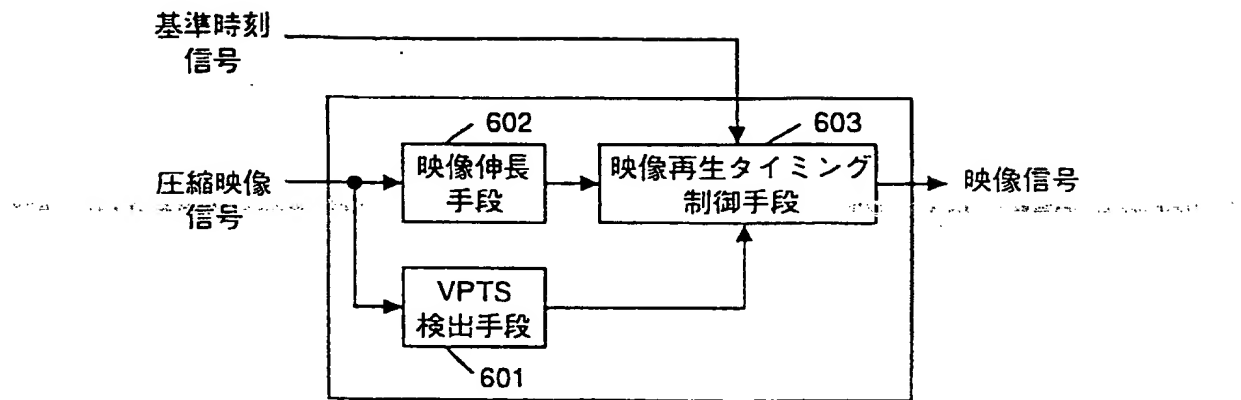 基準時刻
信号
602
603
圧縮映像
信号
映像伸長
手段
映像再生タイミング
制御手段
映像信号
VPTS
検出手段
601